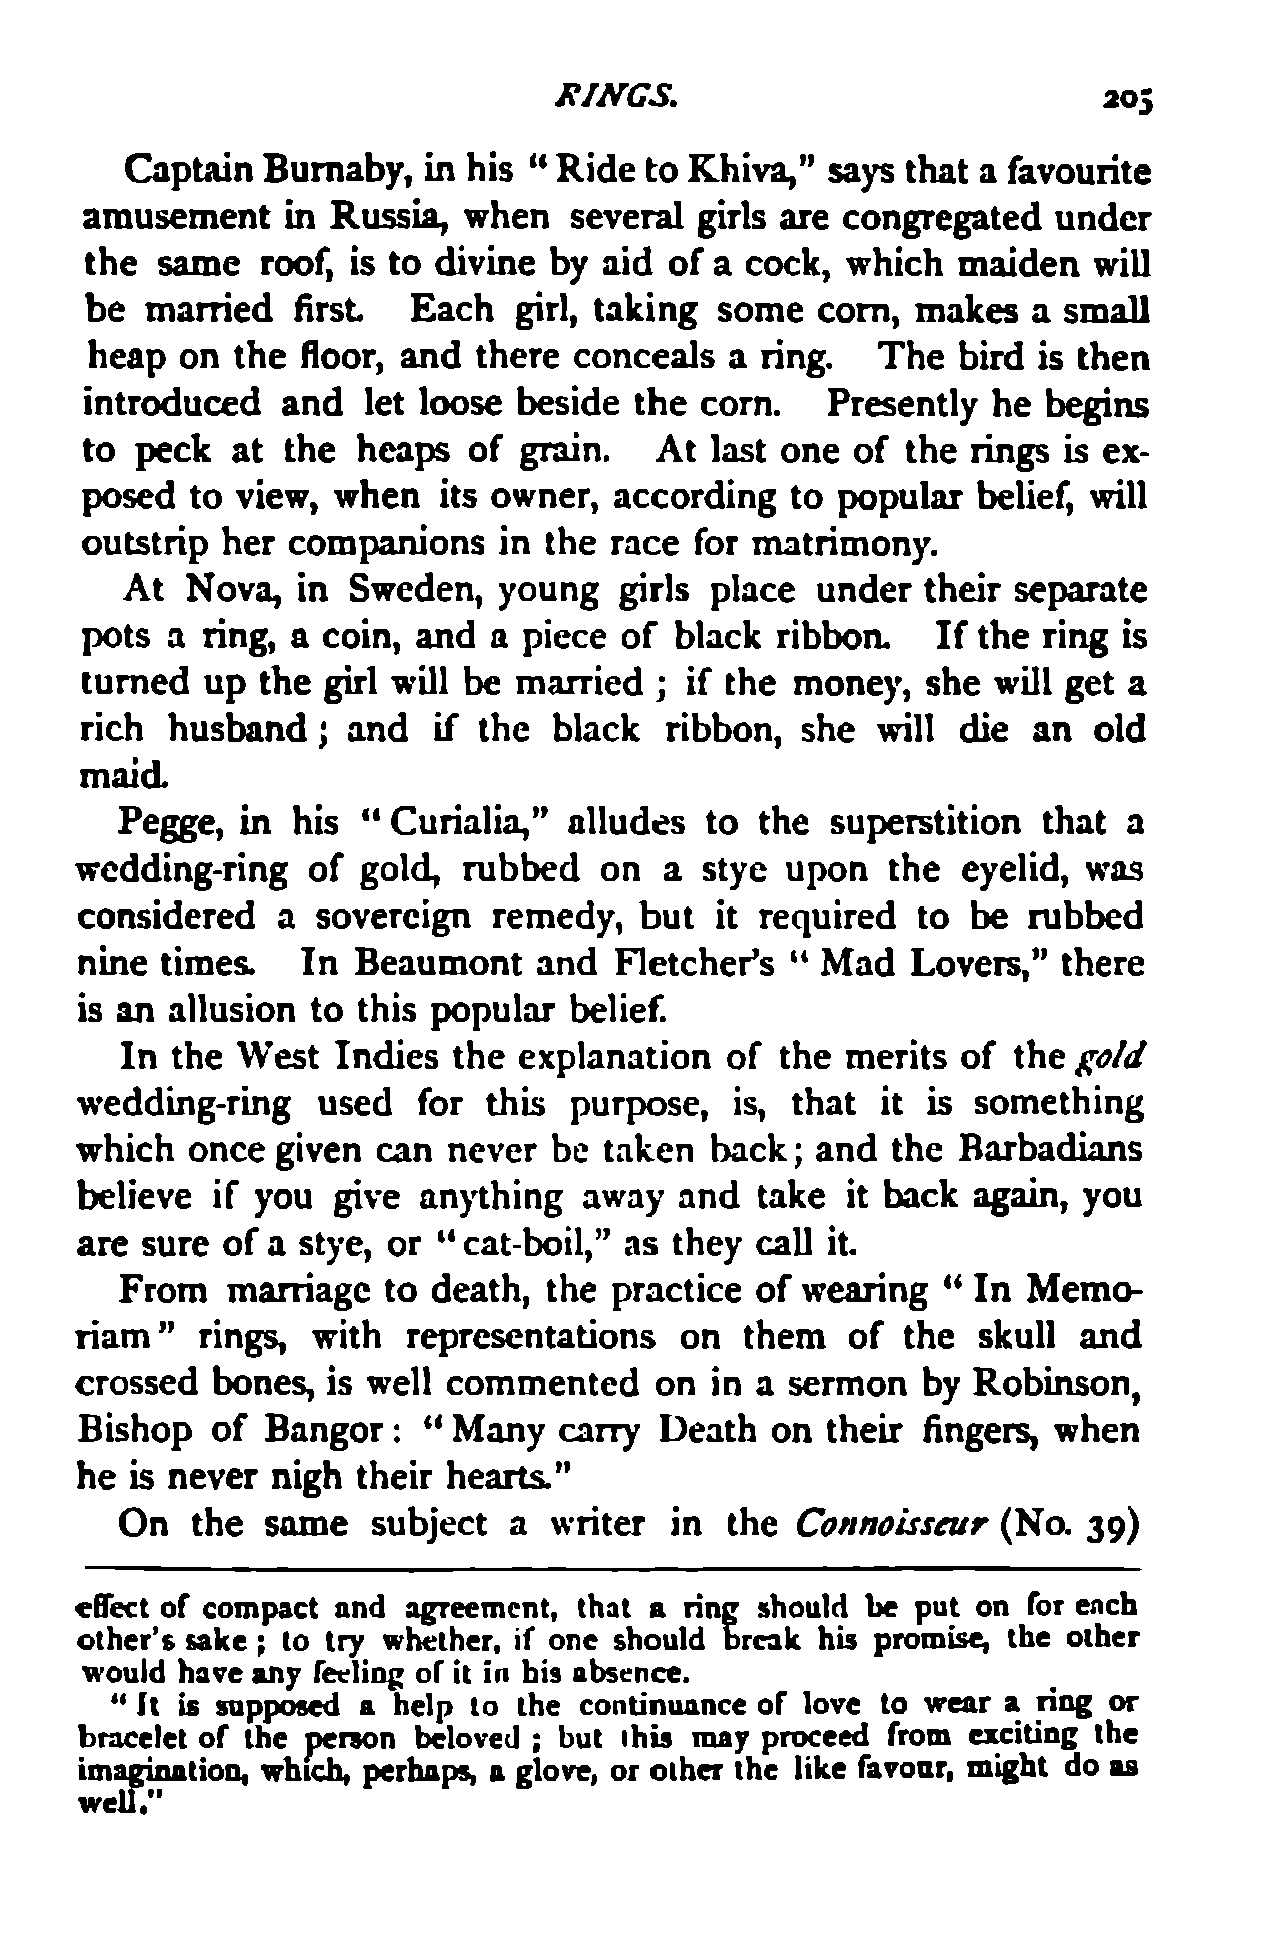 RINGS. 205
Captain Burnaby, in his " Ride to Khiva," says that a favourite
amusement in Russia, when several girls are congregated under
the same roof, is to divine by aid of a cock, which maiden will
be married first. Each girl, taking some corn, makes a small
heap on the floor, and there conceals a ring. The bird is then
introduced and let loose beside the corn. Presently he begins
to peck at the heaps of grain. At last one of the rings is ex-
posed to view, when its owner, according to popular belief, will
outstrip her companions in the race for matrimony.
At Nova, in Sweden, young girls place under their separate
pots a ring, a coin, and a piece of black ribbon. If the ring is
turned up the girl will be married ; if the money, she will get a
rich husband ; and if the black ribbon, she will die an old
maid.
Pegge, in his " Curialia," alludes to the superstition that a
wedding-ring of gold, rubbed on a stye upon the eyelid, was
considered a sovereign remedy, but it required to be rubbed
nine times. In Beaumont and Fletcher's " Mad Lovers," there
is an allusion to this popular belief.
In the West Indies the explanation of the merits of the gold
wedding-ring used for this purpose, is, that it is something
which once given can never be taken back ; and the Barbadians
believe if you give anything away and take it back again, you
are sure of a stye, or " cat-boil," as they call it.
From marriage to death, the practice of wearing " In Memo-
riam " rings, with representations on them of the skull and
crossed bones, is well commented on in a sermon by Robinson,
Bishop of Bangor : " Many carry Death on their fingers, when
he is never nigh their hearts."
On the same subject a writer in the Connoisseur (No. 39)
effect of compact and agreement, that a ring should be put on for each
other's sake ; to try whether, if one should break his promise, the other
would have any feeling of it in his absence.
" It is supposed a help to the continuance of love to wear a ring or
bracelet of the person beloved ; but this may proceed from exciting the
imagination, which, perhaps, a glove, or other the like favour, might do as
well."